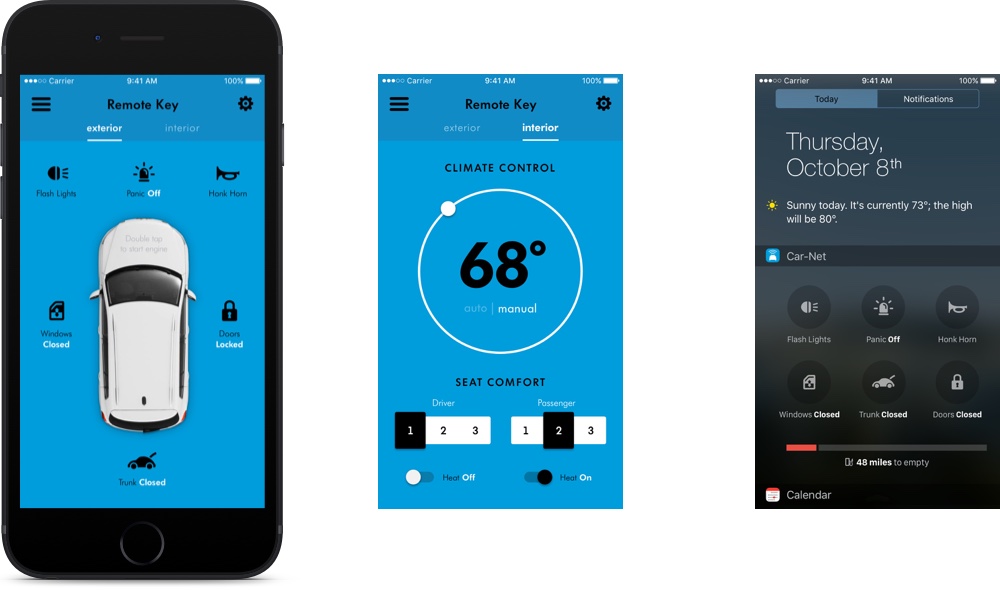 ●●●○○ Carrier 9:41 AM 100%
Remote Key
exterior interior
Flash Lights Panic Off Honk Horn
Double tap
to start engine
Windows
Closed
Doors
Locked
Trunk Closed
●●●○○ Carrier 9:41 AM 100%
Remote Key
exterior interior
CLIMATE CONTROL
68°
auto | manual
SEAT COMFORT
Driver Passenger
1 2 3 1 2 3
Heat Off Heat On
●●●○○ Carrier 9:41 AM 100%
Today Notifications
Thursday,
October 8th
Sunny today. It's currently 73°; the high
will be 80°.
Car-Net
Flash Lights Panic Off Honk Horn
Windows Closed Trunk Closed Doors Closed
48 miles to empty
Calendar